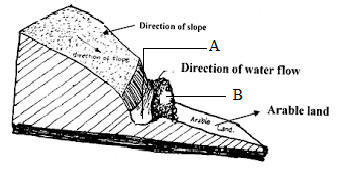 Direction of slope
A
direction of slope
Direction of water flow
B
Arable land
Arable
Land.